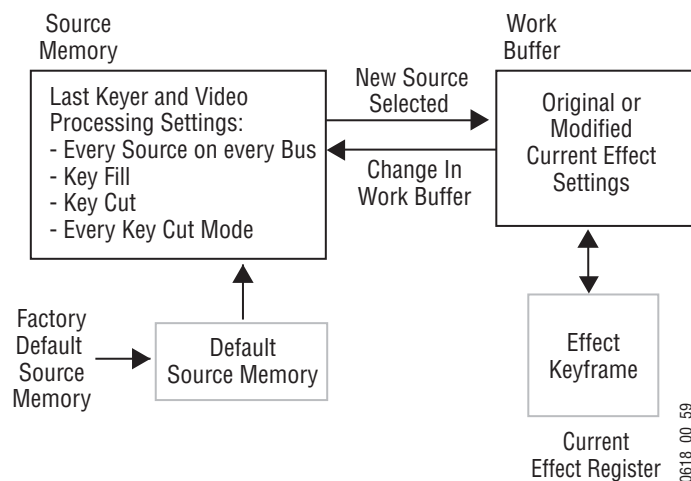 Source
Memory
Last Keyer and Video
Processing Settings:
- Every Source on every Bus
- Key Fill
- Key Cut
- Every Key Cut Mode
New Source
Selected
Change In
Work Buffer
Work
Buffer
Original or
Modified
Current Effect
Settings
Factory
Default
Source
Memory
Default
Source Memory
Effect
Keyframe
Current
Effect Register
0618_00_59